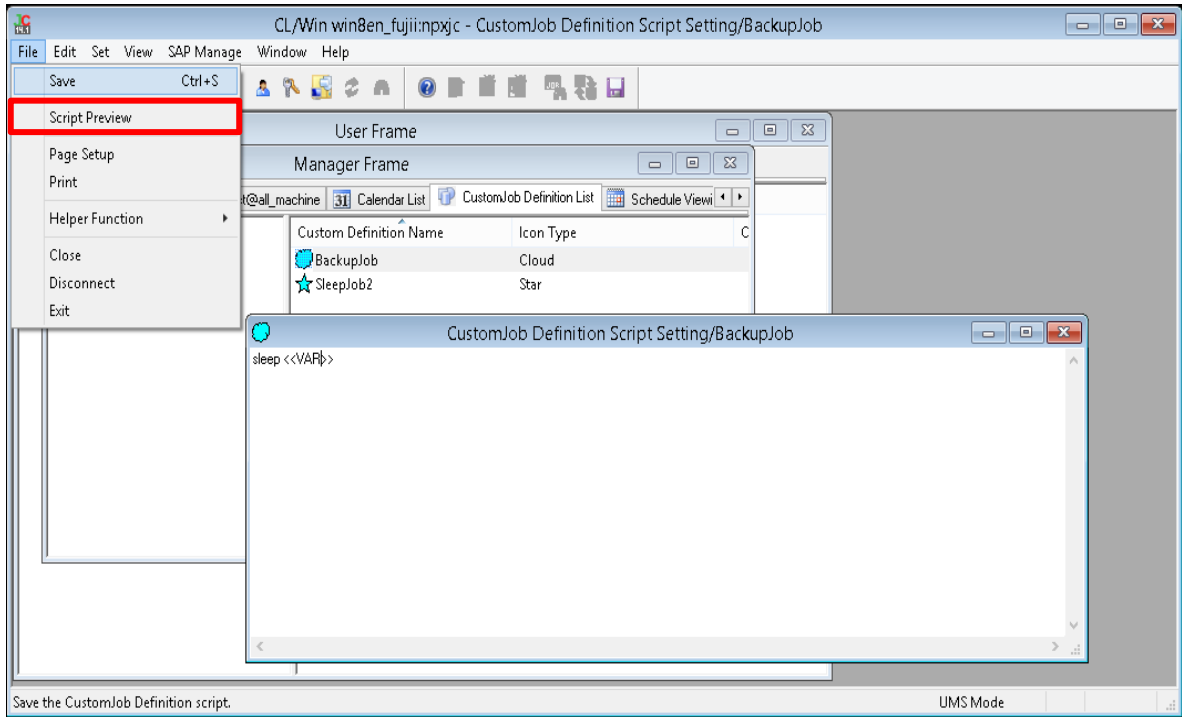 CL/Win win8en_fujii:npxjc - CustomJob Definition Script Setting/BackupJob
File Edit Set View SAP Manage Window Help
Save Ctrl+S
Script Preview
Page Setup
Print
Helper Function
Close
Disconnect
Exit
User Frame
Manager Frame
t@all_machine 31 Calendar List CustomJob Definition List Schedule Viewi
Custom Definition Name Icon Type C
BackupJob Cloud
SleepJob2 Star
CustomJob Definition Script Setting/BackupJob
sleep <<VAR>>
Save the CustomJob Definition script. UMS Mode